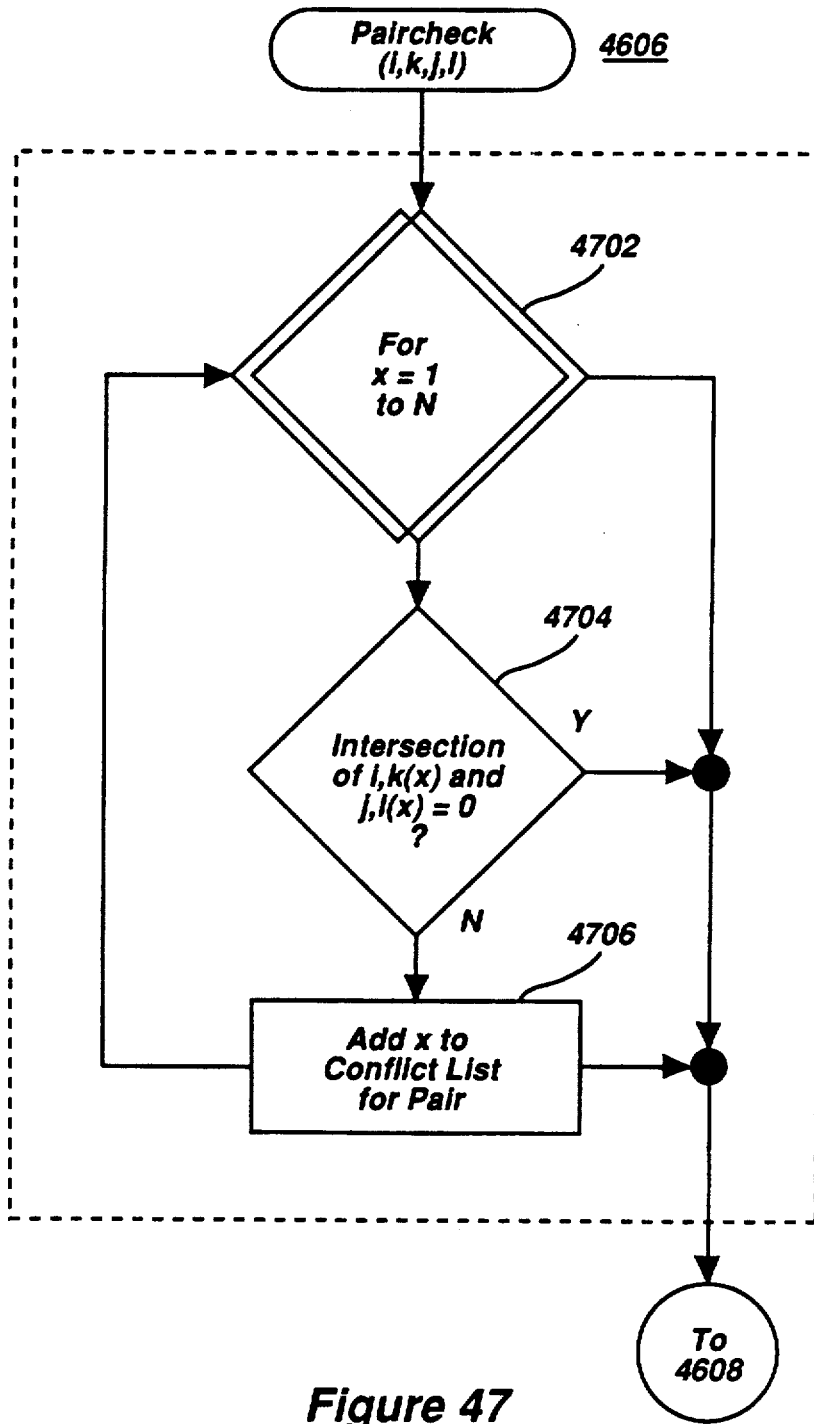 Paircheck
(i,k,j,l)
4606
4702
For
x = 1
to N
4704
Y
Intersection
of i,k(x) and
j,l(x) = 0
?
N
4706
Add x to
Conflict List
for Pair
To
4608
Figure 47